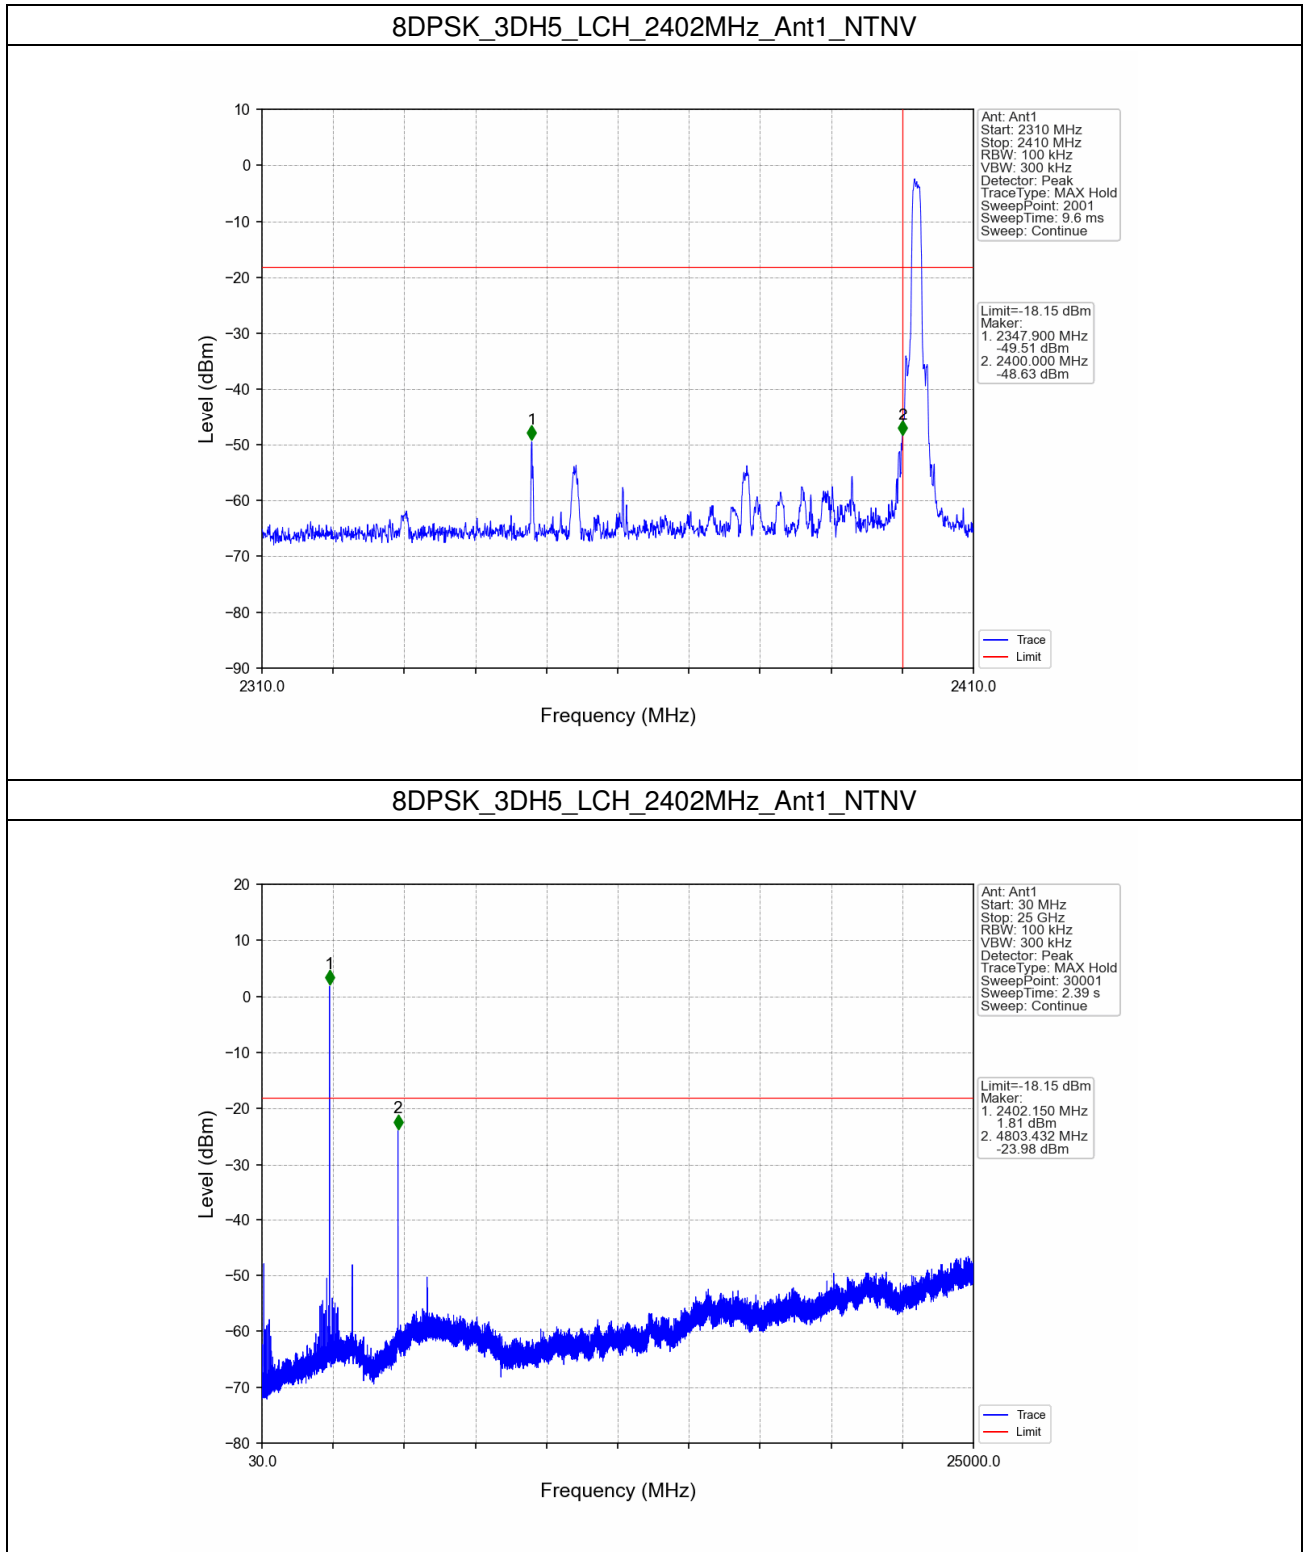 8DPSK_3DH5_LCH_2402MHz_Ant1_NTNV
10
0
−10
−20
−30
−40
−50
−60
−70
−80
−90
Level (dBm)
1
2
2310.0
2410.0
Frequency (MHz)
Ant: Ant1
Start: 2310 MHz
Stop: 2410 MHz
RBW: 100 kHz
VBW: 300 kHz
Detector: Peak
TraceType: MAX Hold
SweepPoint: 2001
SweepTime: 9.6 ms
Sweep: Continue
Limit=-18.15 dBm
Maker:
1. 2347.900 MHz
-49.51 dBm
2. 2400.000 MHz
-48.63 dBm
Trace
Limit
8DPSK_3DH5_LCH_2402MHz_Ant1_NTNV
20
10
0
−10
−20
−30
−40
−50
−60
−70
−80
Level (dBm)
1
2
30.0
25000.0
Frequency (MHz)
Ant: Ant1
Start: 30 MHz
Stop: 25 GHz
RBW: 100 kHz
VBW: 300 kHz
Detector: Peak
TraceType: MAX Hold
SweepPoint: 30001
SweepTime: 2.39 s
Sweep: Continue
Limit=-18.15 dBm
Maker:
1. 2402.150 MHz
1.81 dBm
2. 4803.432 MHz
-23.98 dBm
Trace
Limit